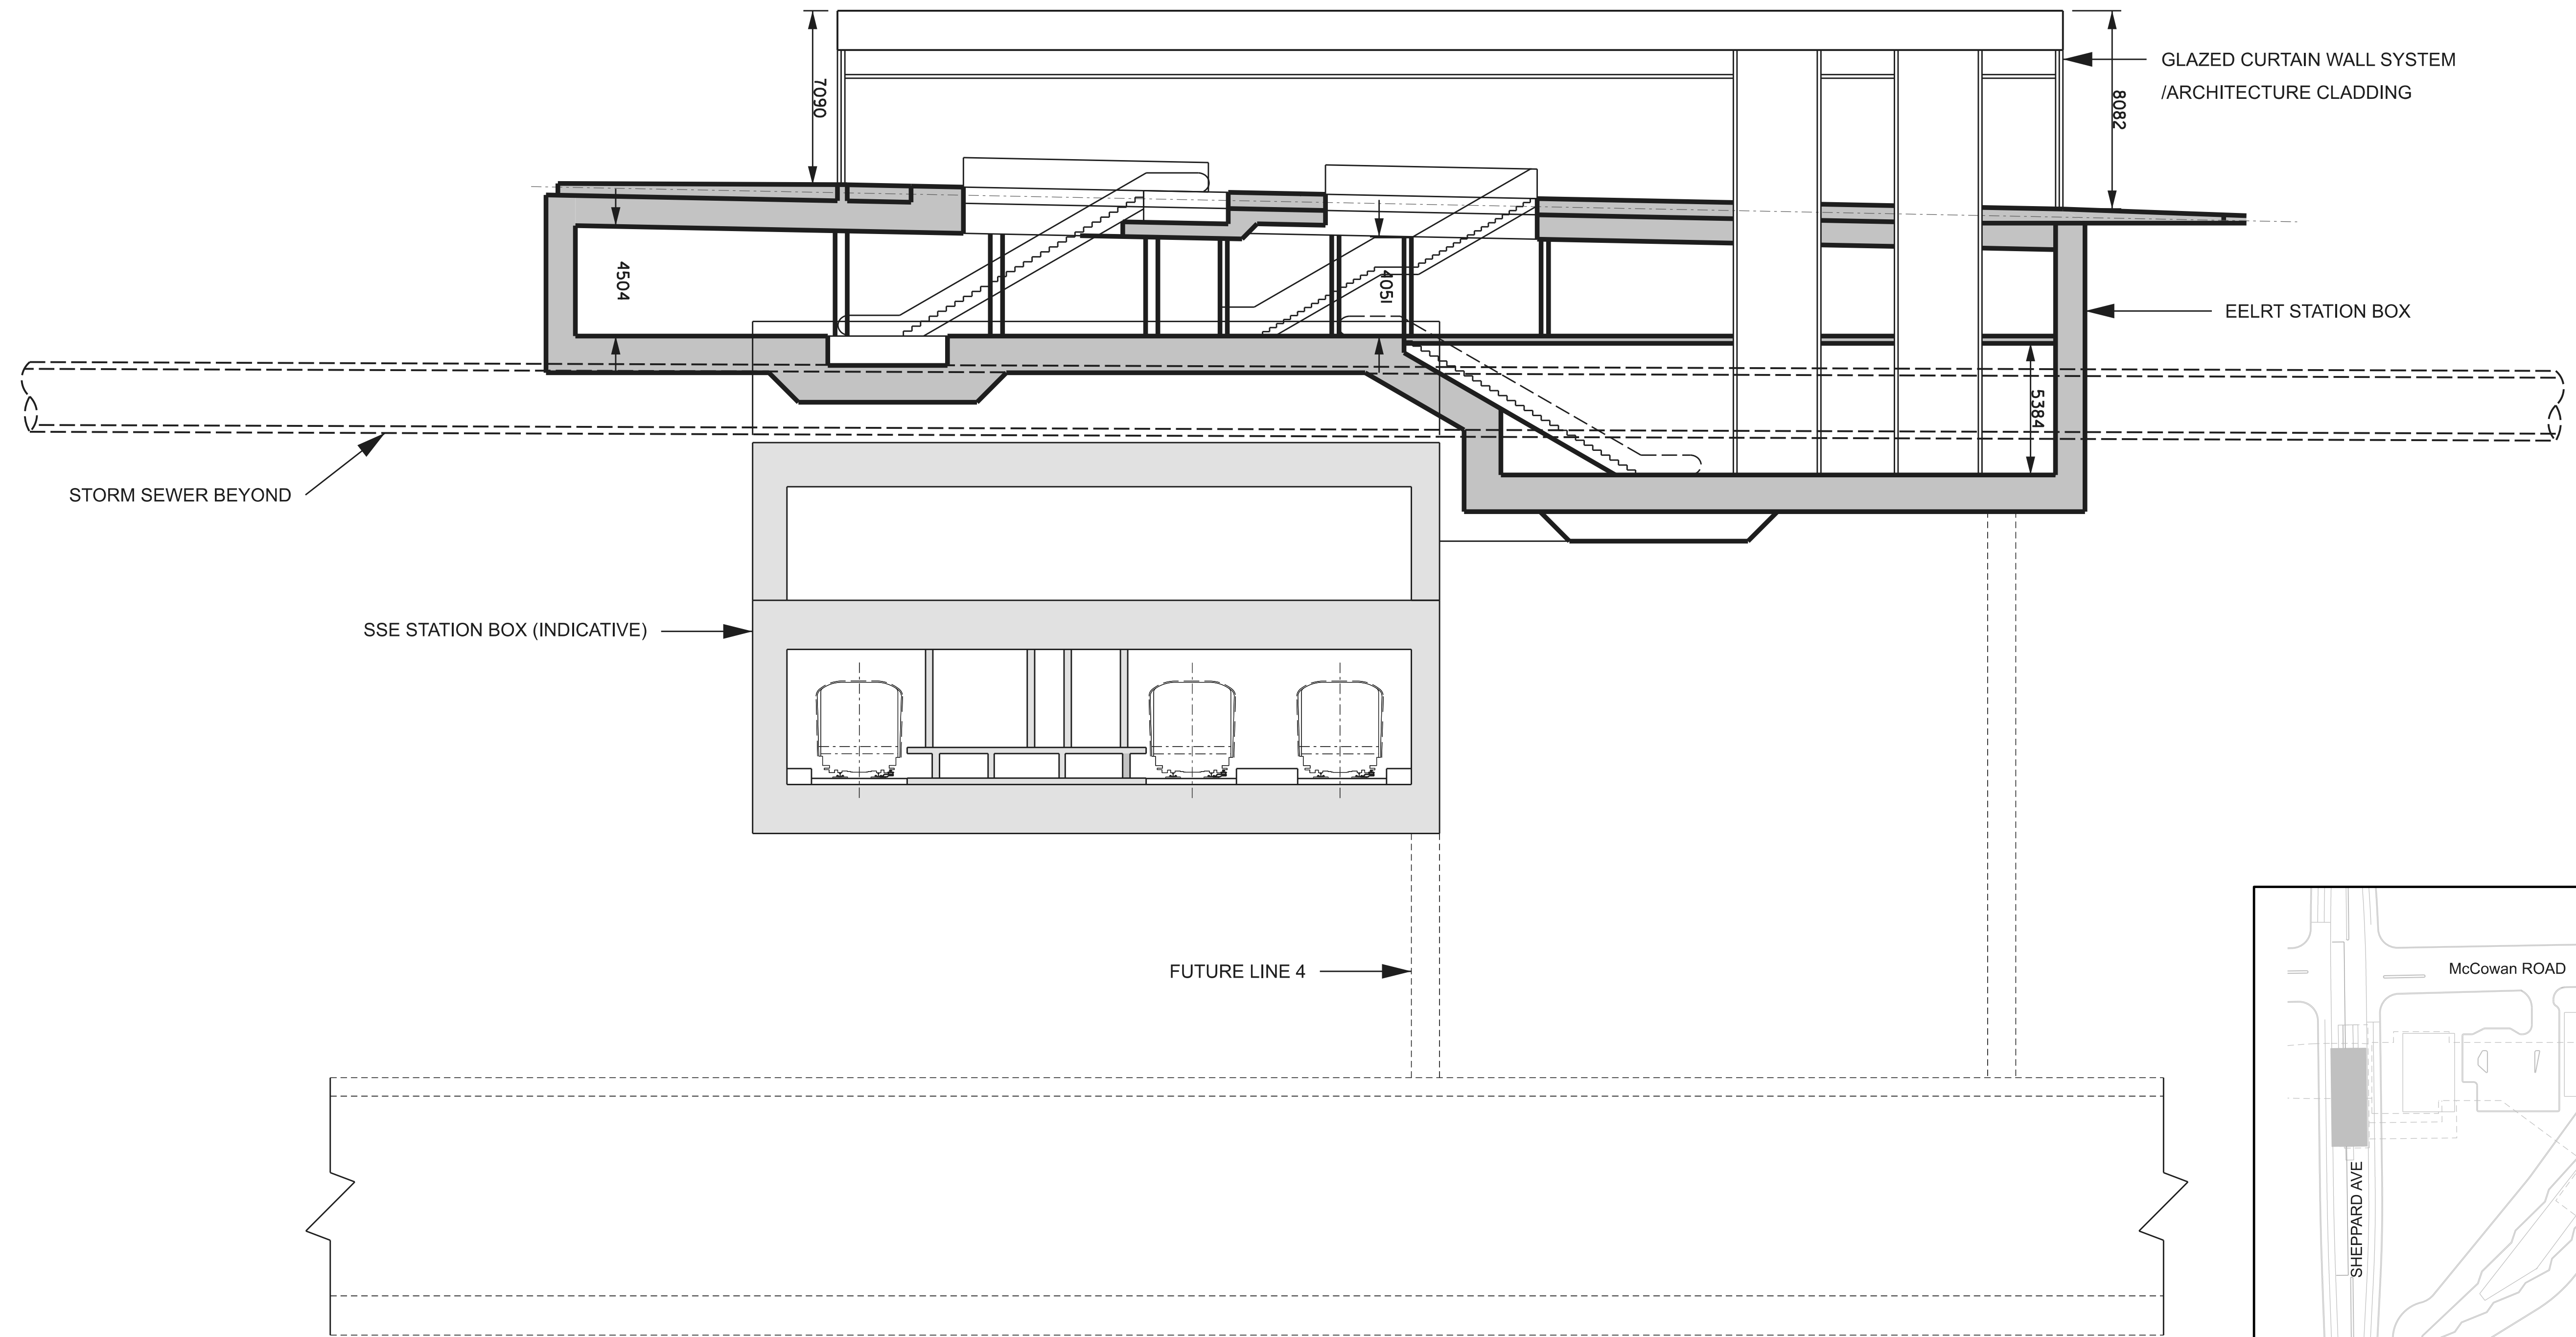 7090
8082
GLAZED CURTAIN WALL SYSTEM
/ARCHITECTURE CLADDING
4504
4051
EELRT STATION BOX
5384
STORM SEWER BEYOND
SSE STATION BOX (INDICATIVE)
FUTURE LINE 4
McCowan ROAD
SHEPPARD AVE